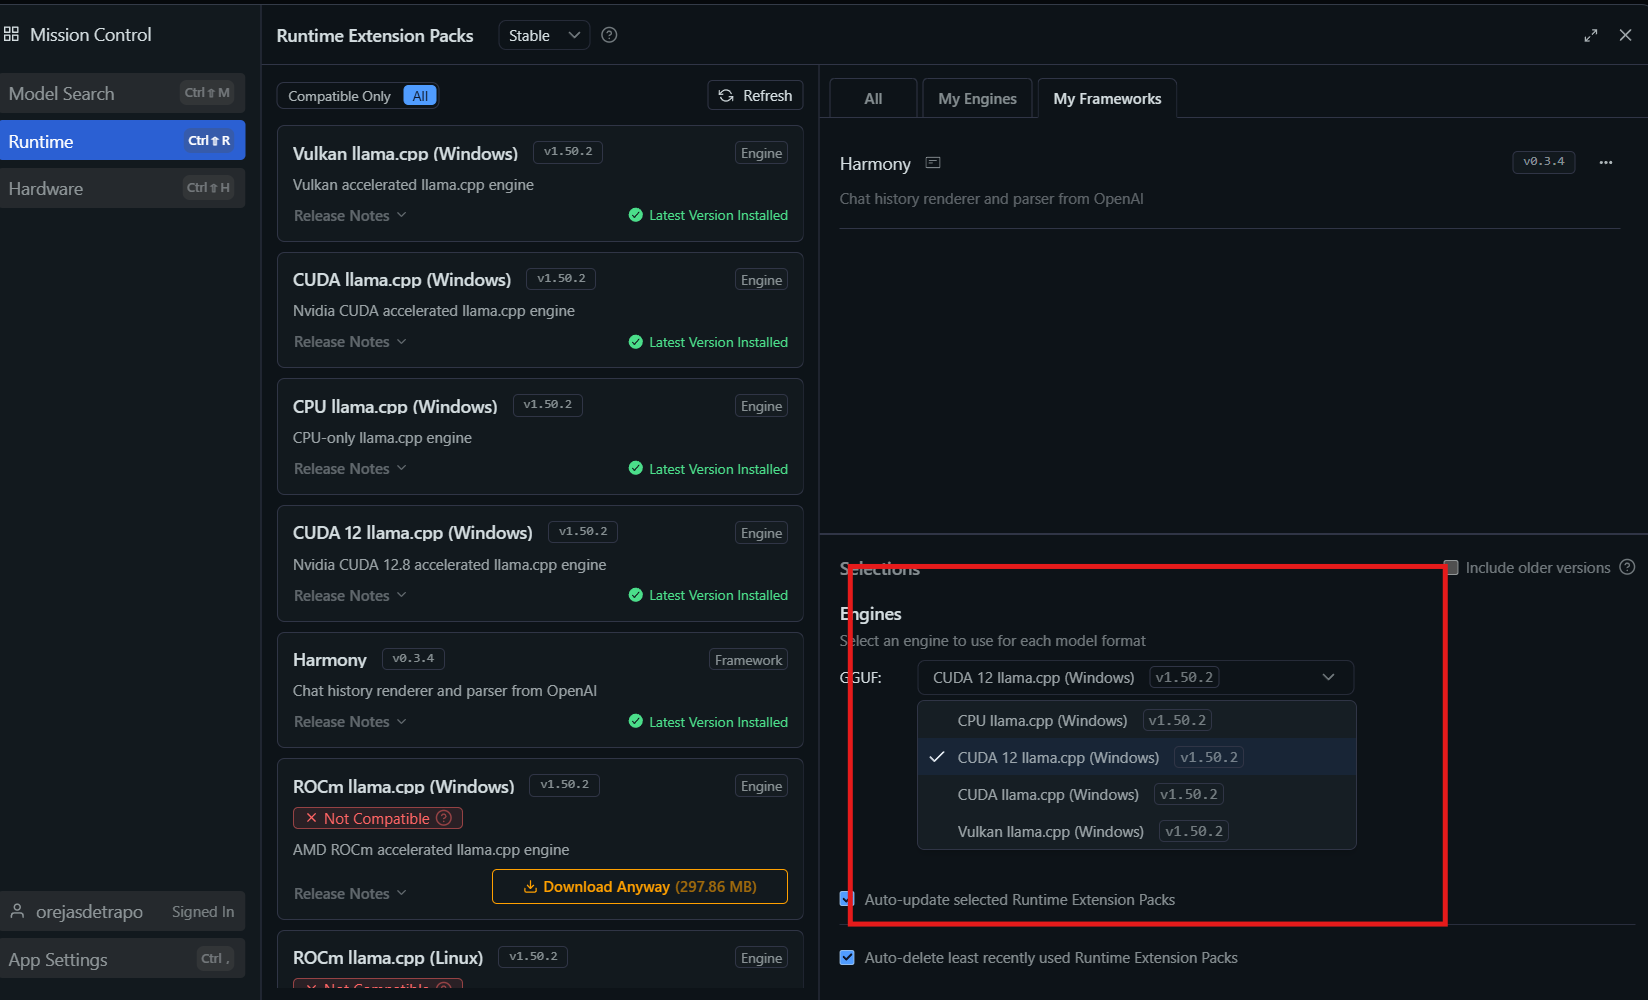 Mission Control
Model Search Ctrl⇧M
Runtime Ctrl⇧R
Hardware Ctrl⇧H
orejasdetrapo Signed In
App Settings Ctrl ,
Runtime Extension Packs Stable
Compatible Only All Refresh
Vulkan llama.cpp (Windows) v1.50.2 Engine
Vulkan accelerated llama.cpp engine
Release Notes Latest Version Installed
CUDA llama.cpp (Windows) v1.50.2 Engine
Nvidia CUDA accelerated llama.cpp engine
Release Notes Latest Version Installed
CPU llama.cpp (Windows) v1.50.2 Engine
CPU-only llama.cpp engine
Release Notes Latest Version Installed
CUDA 12 llama.cpp (Windows) v1.50.2 Engine
Nvidia CUDA 12.8 accelerated llama.cpp engine
Release Notes Latest Version Installed
Harmony v0.3.4 Framework
Chat history renderer and parser from OpenAI
Release Notes Latest Version Installed
ROCm llama.cpp (Windows) v1.50.2 Engine
Not Compatible
AMD ROCm accelerated llama.cpp engine
Release Notes Download Anyway (297.86 MB)
ROCm llama.cpp (Linux) v1.50.2 Engine
Not Compatible
All My Engines My Frameworks
Harmony v0.3.4
Chat history renderer and parser from OpenAI
Selections Include older versions
Engines
Select an engine to use for each model format
GGUF: CUDA 12 llama.cpp (Windows) v1.50.2
CPU llama.cpp (Windows) v1.50.2
CUDA 12 llama.cpp (Windows) v1.50.2
CUDA llama.cpp (Windows) v1.50.2
Vulkan llama.cpp (Windows) v1.50.2
Auto-update selected Runtime Extension Packs
Auto-delete least recently used Runtime Extension Packs